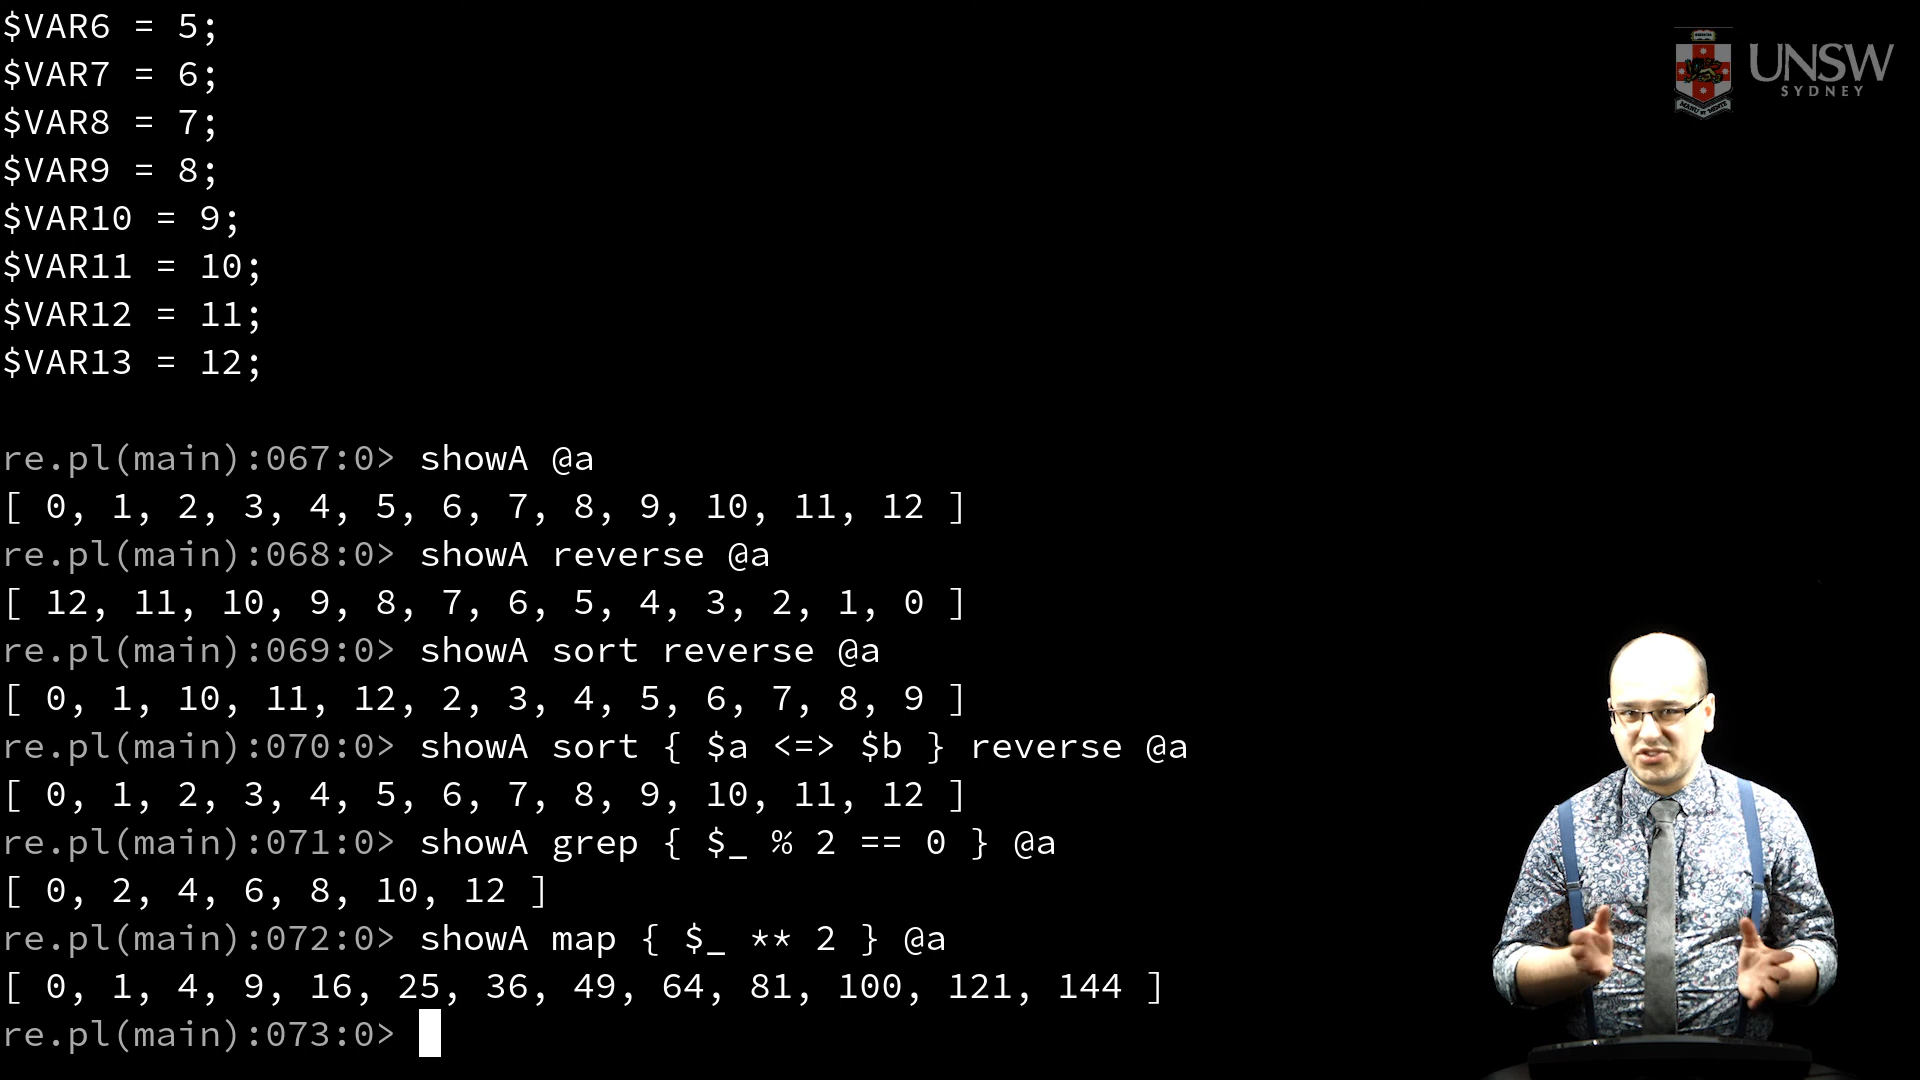 $VAR6 = 5;
$VAR7 = 6;
$VAR8 = 7;
$VAR9 = 8;
$VAR10 = 9;
$VAR11 = 10;
$VAR12 = 11;
$VAR13 = 12;
re.pl(main):067:0> showA @a
[ 0, 1, 2, 3, 4, 5, 6, 7, 8, 9, 10, 11, 12 ]
re.pl(main):068:0> showA reverse @a
[ 12, 11, 10, 9, 8, 7, 6, 5, 4, 3, 2, 1, 0 ]
re.pl(main):069:0> showA sort reverse @a
[ 0, 1, 10, 11, 12, 2, 3, 4, 5, 6, 7, 8, 9 ]
re.pl(main):070:0> showA sort { $a <=> $b } reverse @a
[ 0, 1, 2, 3, 4, 5, 6, 7, 8, 9, 10, 11, 12 ]
re.pl(main):071:0> showA grep { $_ % 2 == 0 } @a
[ 0, 2, 4, 6, 8, 10, 12 ]
re.pl(main):072:0> showA map { $_ ** 2 } @a
[ 0, 1, 4, 9, 16, 25, 36, 49, 64, 81, 100, 121, 144 ]
re.pl(main):073:0>
UNSW
SYDNEY